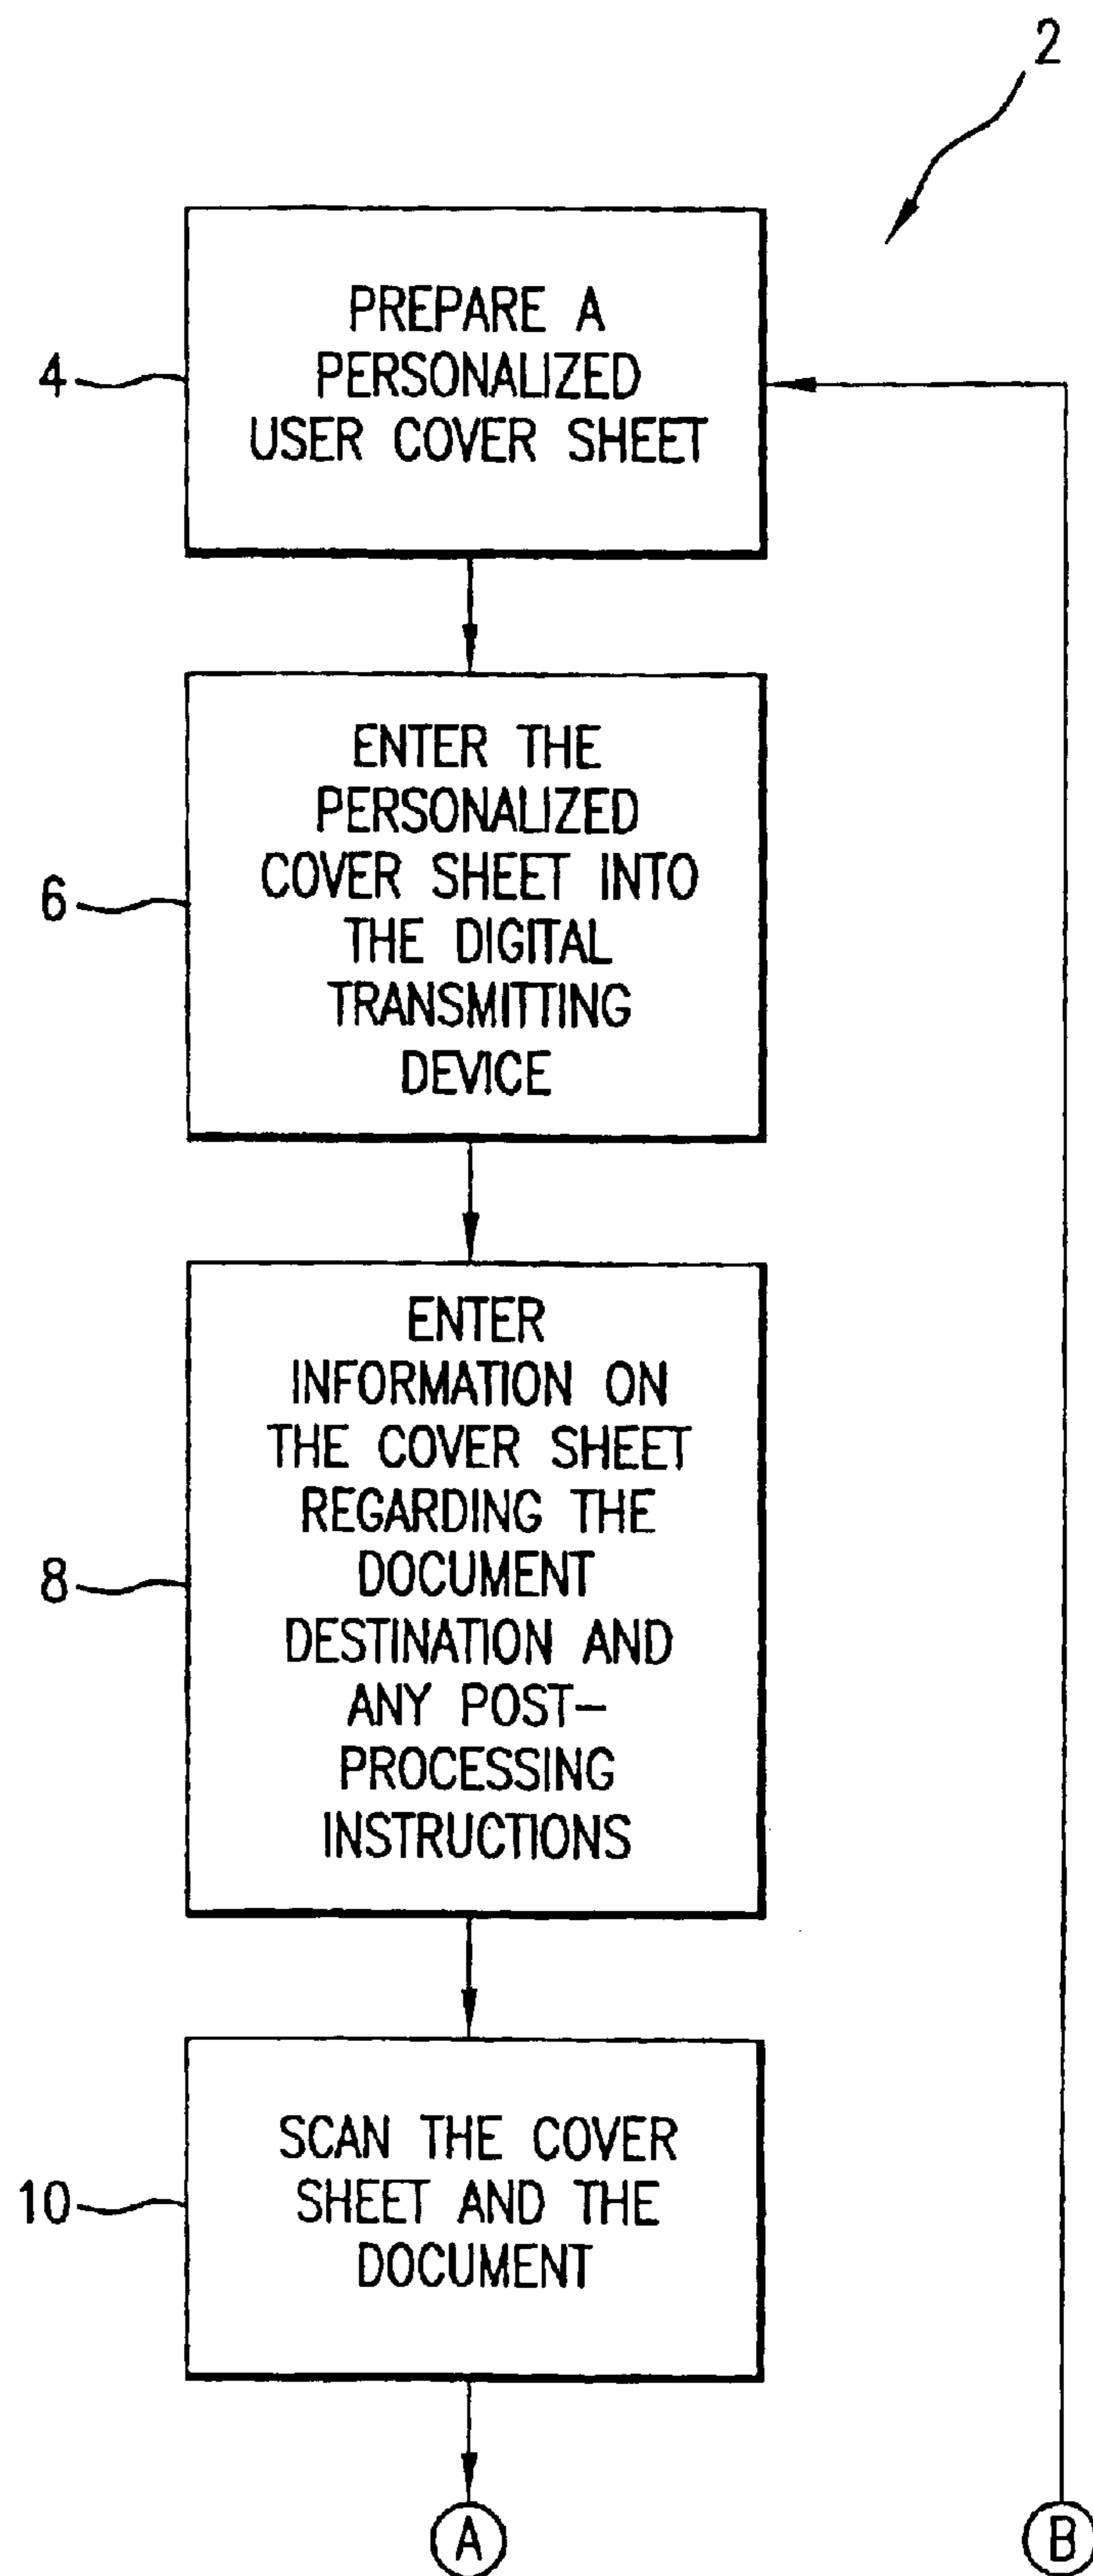 2
4
PREPARE A
PERSONALIZED
USER COVER SHEET
6
ENTER THE
PERSONALIZED
COVER SHEET INTO
THE DIGITAL
TRANSMITTING
DEVICE
8
ENTER
INFORMATION ON
THE COVER SHEET
REGARDING THE
DOCUMENT
DESTINATION AND
ANY POST-
PROCESSING
INSTRUCTIONS
10
SCAN THE COVER
SHEET AND THE
DOCUMENT
A
B